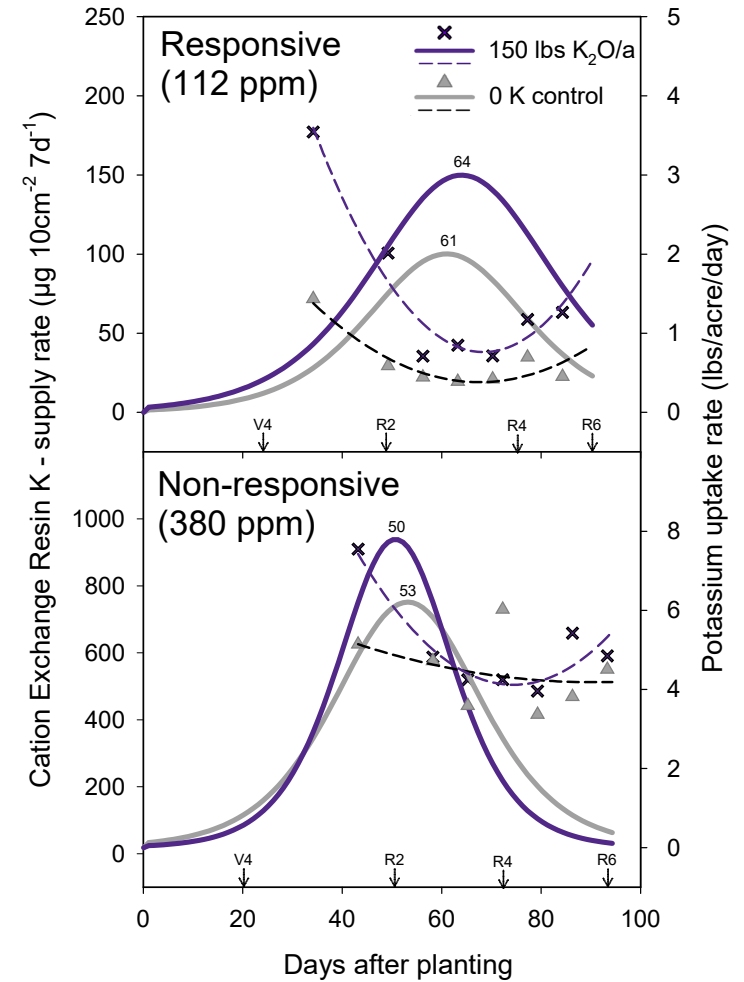 Cation Exchange Resin K - supply rate (µg 10cm⁻² 7d⁻¹)
Potassium uptake rate (lbs/acre/day)
Responsive
(112 ppm)
150 lbs K₂O/a
0 K control
250
200
150
100
50
0
5
4
3
2
1
0
64
61
V4
R2
R4
R6
Non-responsive
(380 ppm)
1000
800
600
400
200
0
8
6
4
2
0
50
53
V4
R2
R4
R6
0
20
40
60
80
100
Days after planting